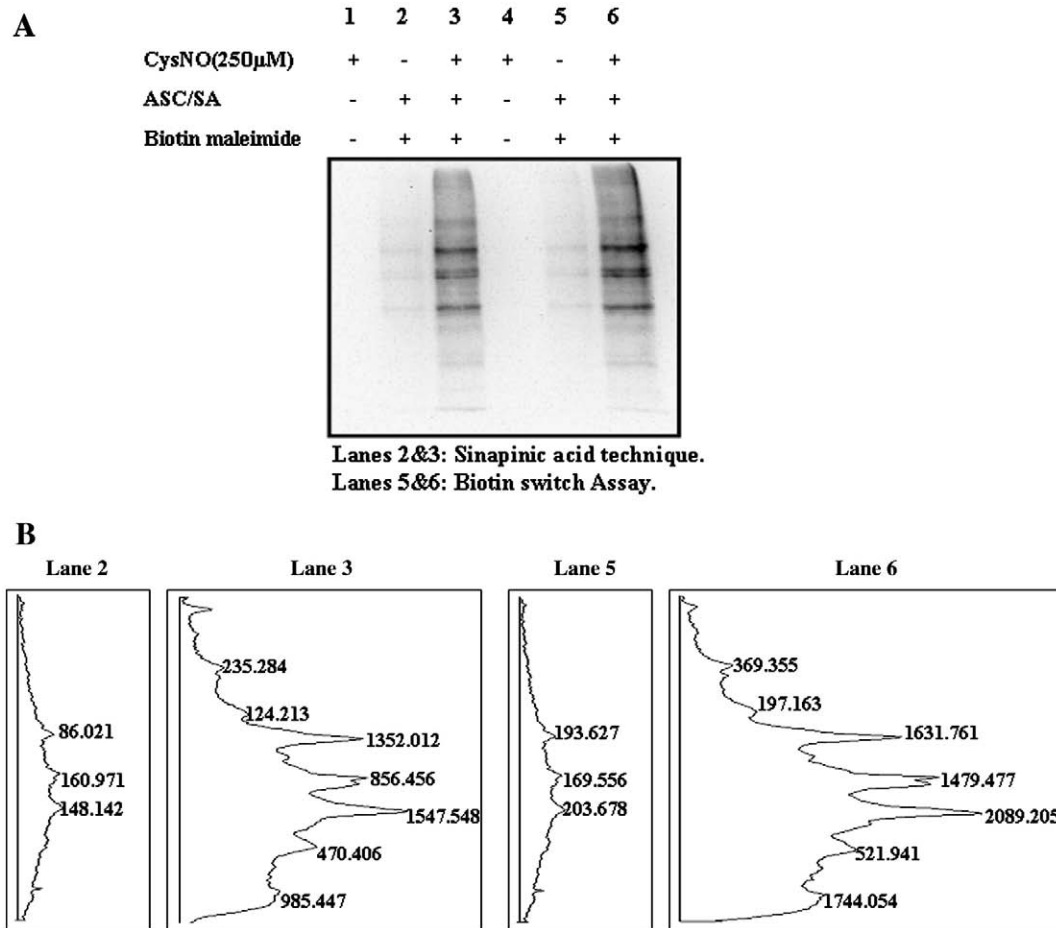 A
1 2 3 4 5 6
CysNO(250µM) + - + + - +
ASC/SA - + + - + +
Biotin maleimide - + + - + +
Lanes 2&3: Sinapinic acid technique.
Lanes 5&6: Biotin switch Assay.
B
Lane 2 Lane 3 Lane 5 Lane 6
86.021
160.971
148.142
235.284
124.213
1352.012
856.456
1547.548
470.406
985.447
193.627
169.556
203.678
369.355
197.163
1631.761
1479.477
2089.205
521.941
1744.054